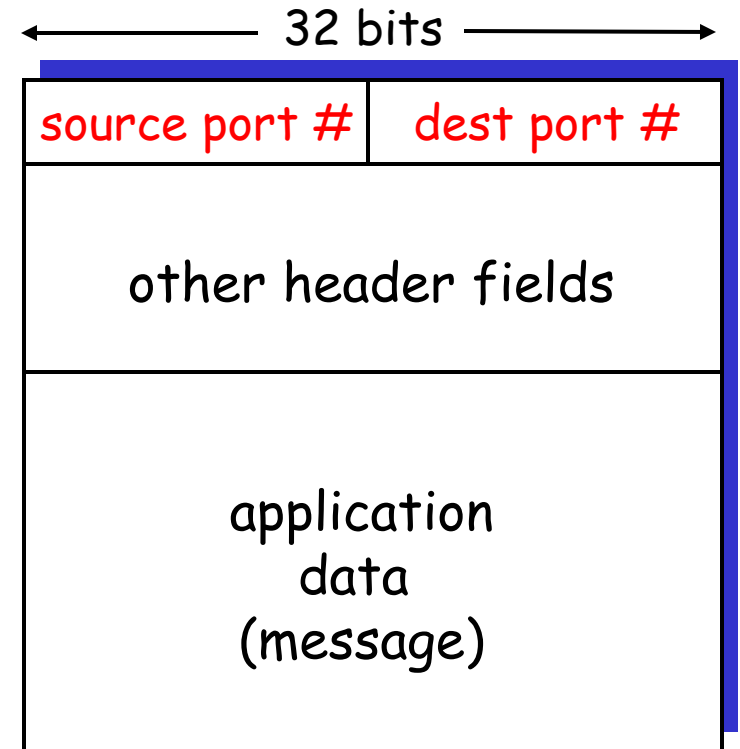 32 bits
source port # dest port #
other header fields
application
data
(message)